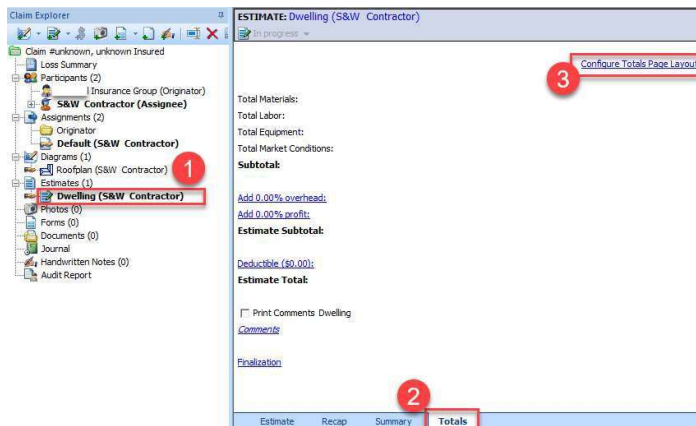 Claim Explorer
Claim #unknown, unknown Insured
Loss Summary
Participants (2)
Insurance Group (Originator)
S&W Contractor (Assignee)
Assignments (2)
Originator
Default (S&W Contractor)
Diagrams (1)
Roofplan (S&W Contractor)
1
Estimates (1)
Dwelling (S&W Contractor)
Photos (0)
Forms (0)
Documents (0)
Journal
Handwritten Notes (0)
Audit Report
ESTIMATE: Dwelling (S&W Contractor)
In progress
Configure Totals Page Layout
3
Total Materials:
Total Labor:
Total Equipment:
Total Market Conditions:
Subtotal:
Add 0.00% overhead:
Add 0.00% profit:
Estimate Subtotal:
Deductible ($0.00):
Estimate Total:
Print Comments Dwelling
Comments
Finalization
2
Estimate Recap Summary Totals